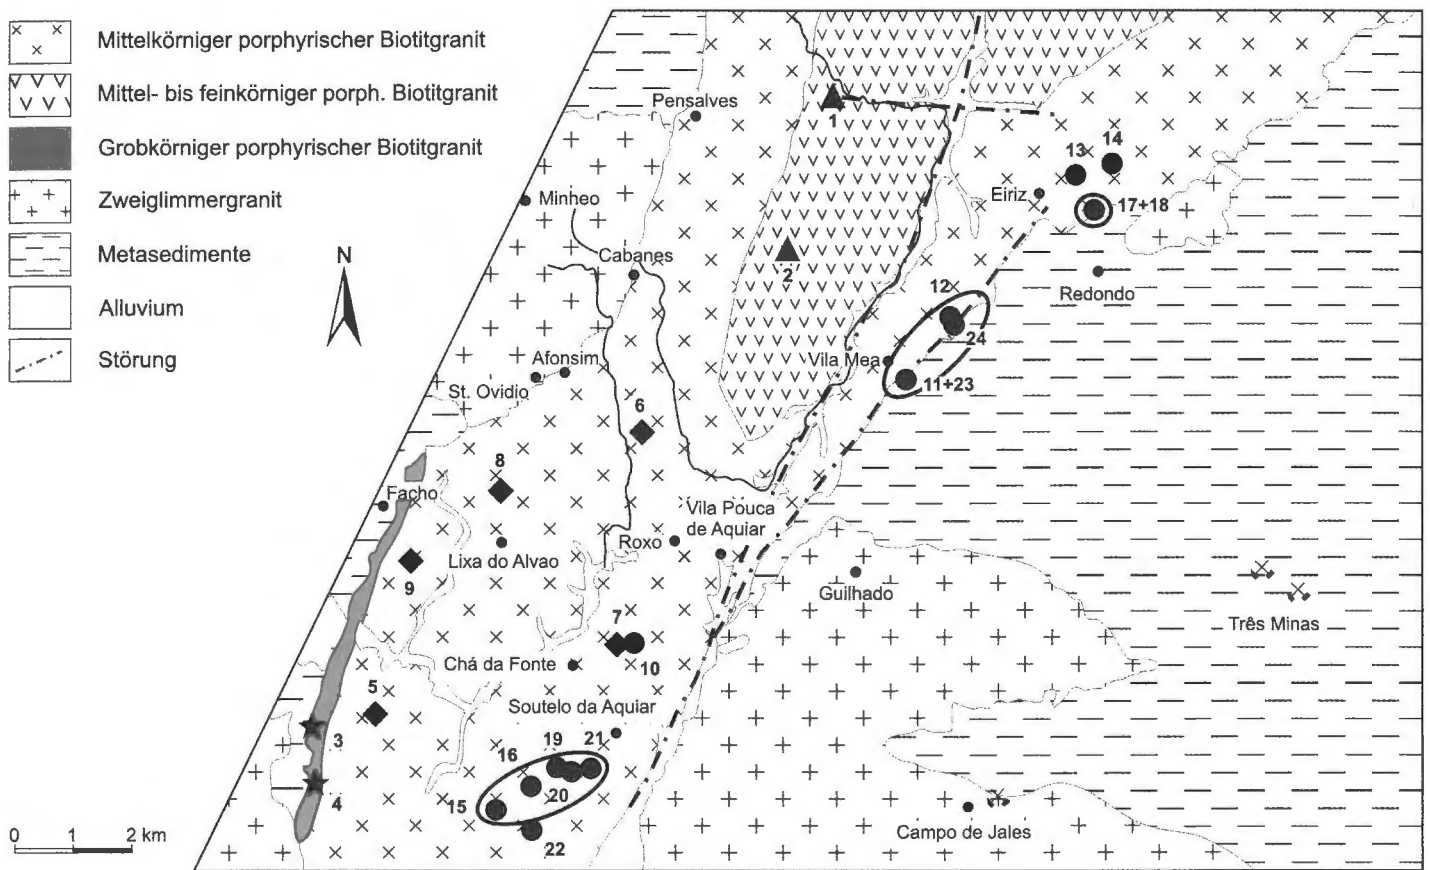 Mittelkörniger porphyrischer Biotitgranit
Mittel- bis feinkörniger porph. Biotitgranit
Grobkörniger porphyrischer Biotitgranit
Zweiglimmergranit
Metasedimente
Alluvium
Störung
N
0 1 2 km
Pensalves
1
14
13
Minheo
Eiriz
17+18
Cabanes
2
Redondo
12
24
Afonsim
Vila Mea
St. Ovidio
11+23
6
8
Facho
Vila Pouca
de Aquiar
Roxo
Lixa do Alvao
9
Guilhado
Três Minas
7
10
Chá da Fonte
5
Soutelo da Aquiar
3
16
19
21
20
15
4
22
Campo de Jales